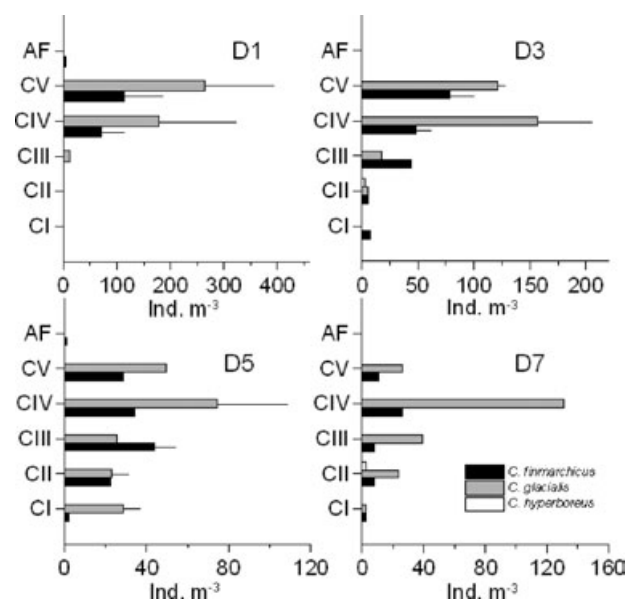 AF
CV
CIV
CIII
CII
CI
D1
0 100 200 300 400
Ind. m-3
AF
CV
CIV
CIII
CII
CI
D3
0 50 100 150 200
Ind. m-3
AF
CV
CIV
CIII
CII
CI
D5
0 40 80 120
Ind. m-3
AF
CV
CIV
CIII
CII
CI
D7
C. finmarchicus
C. glacialis
C. hyperboreus
0 40 80 120 160
Ind. m-3